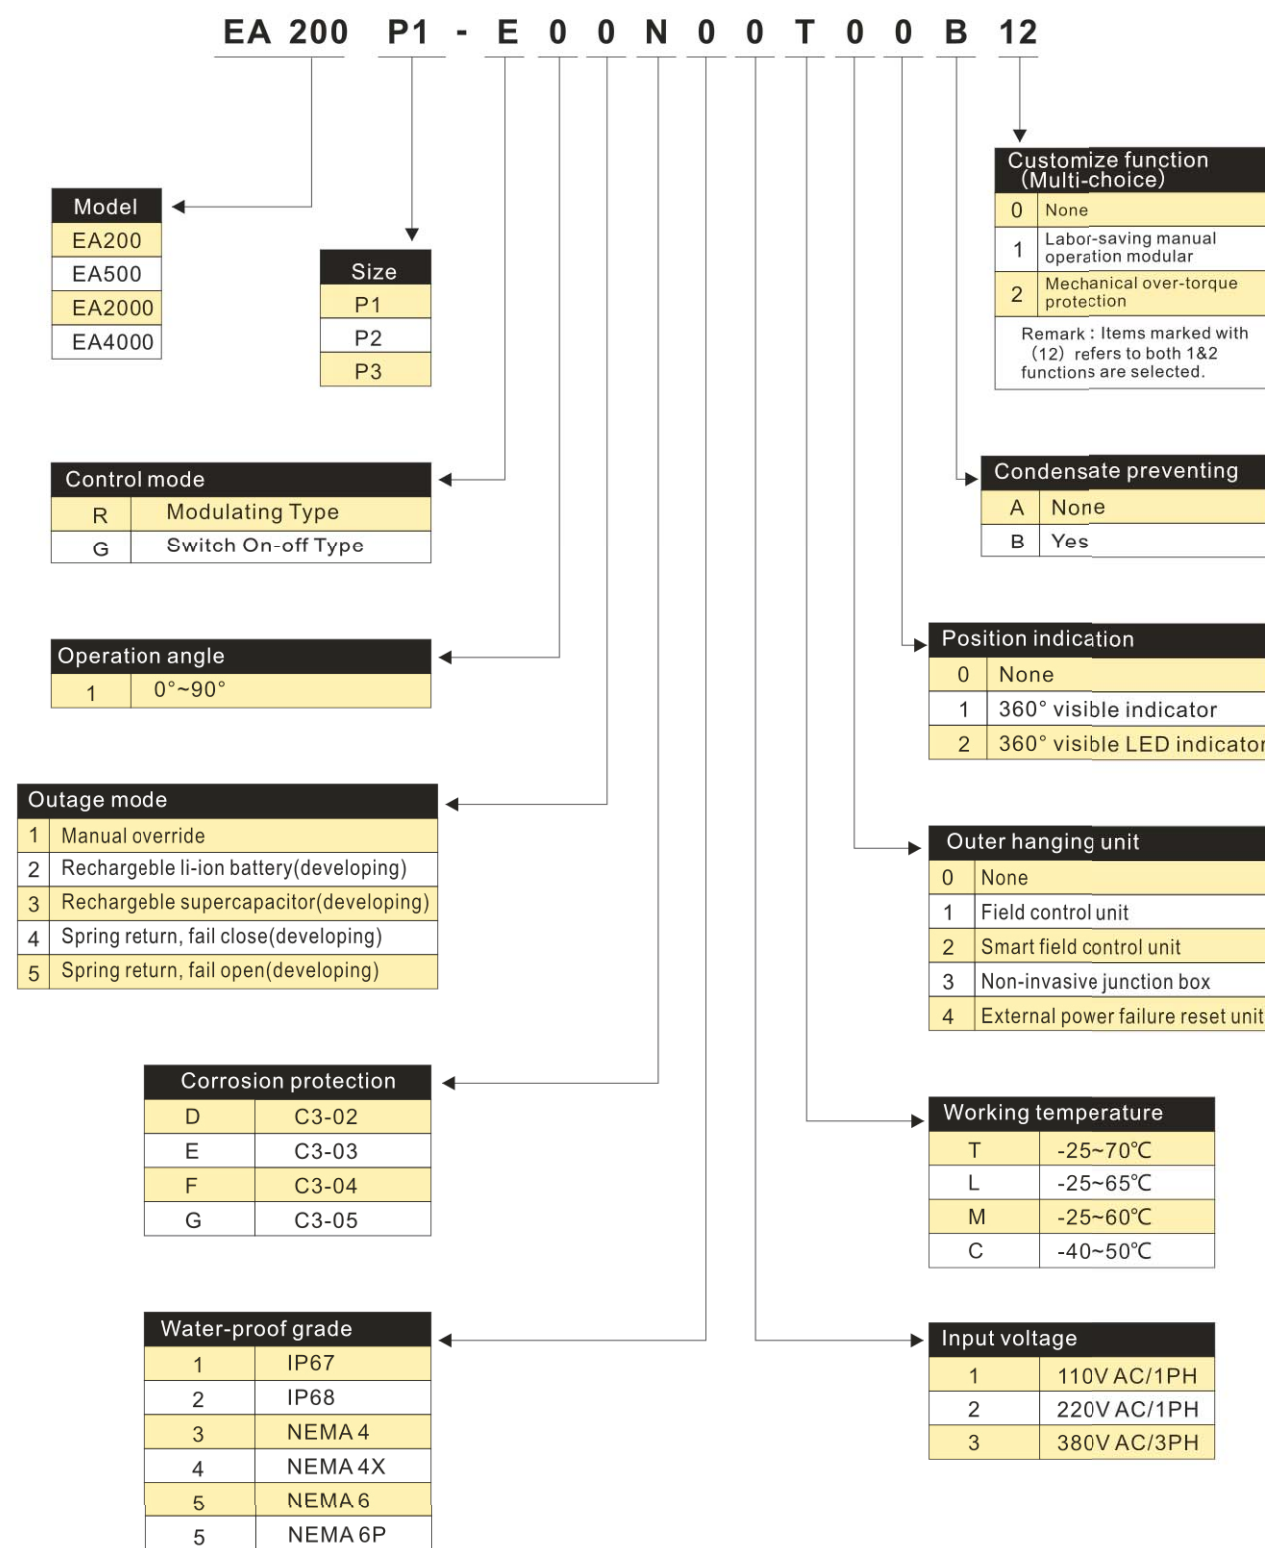 EA 200 P1 - E 0 0 N 0 0 T 0 0 B 12
Model
EA200
EA500
EA2000
EA4000
Size
P1
P2
P3
Control mode
R Modulating Type
G Switch On-off Type
Operation angle
1 0°~90°
Outage mode
1 Manual override
2 Rechargeble li-ion battery(developing)
3 Rechargeble supercapacitor(developing)
4 Spring return, fail close(developing)
5 Spring return, fail open(developing)
Corrosion protection
D C3-02
E C3-03
F C3-04
G C3-05
Water-proof grade
1 IP67
2 IP68
3 NEMA 4
4 NEMA 4X
5 NEMA 6
5 NEMA 6P
Customize function
(Multi-choice)
0 None
1 Labor-saving manual
operation modular
2 Mechanical over-torque
protection
Remark : Items marked with
(12) refers to both 1&2
functions are selected.
Condensate preventing
A None
B Yes
Position indication
0 None
1 360° visible indicator
2 360° visible LED indicator
Outer hanging unit
0 None
1 Field control unit
2 Smart field control unit
3 Non-invasive junction box
4 External power failure reset unit
Working temperature
T -25~70℃
L -25~65℃
M -25~60℃
C -40~50℃
Input voltage
1 110V AC/1PH
2 220V AC/1PH
3 380V AC/3PH